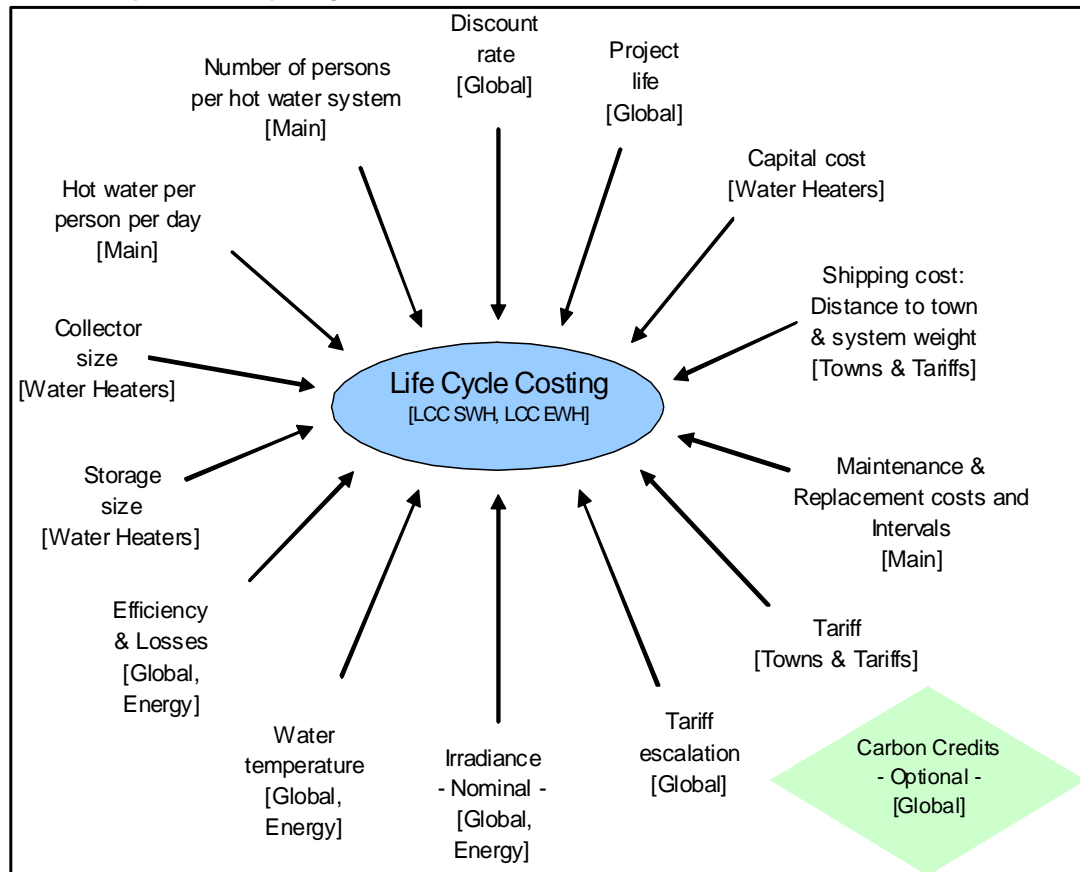 Discount
rate
[Global]
Project
life
[Global]
Number of persons
per hot water system
[Main]
Capital cost
[Water Heaters]
Hot water per
person per day
[Main]
Shipping cost:
Distance to town
& system weight
[Towns & Tariffs]
Collector
size
[Water Heaters]
Life Cycle Costing
[LCC SWH, LCC EWH]
Storage
size
[Water Heaters]
Maintenance &
Replacement costs and
Intervals
[Main]
Efficiency
& Losses
[Global,
Energy]
Tariff
[Towns & Tariffs]
Water
temperature
[Global,
Energy]
Irradiance
- Nominal -
[Global,
Energy]
Tariff
escalation
[Global]
Carbon Credits
- Optional -
[Global]